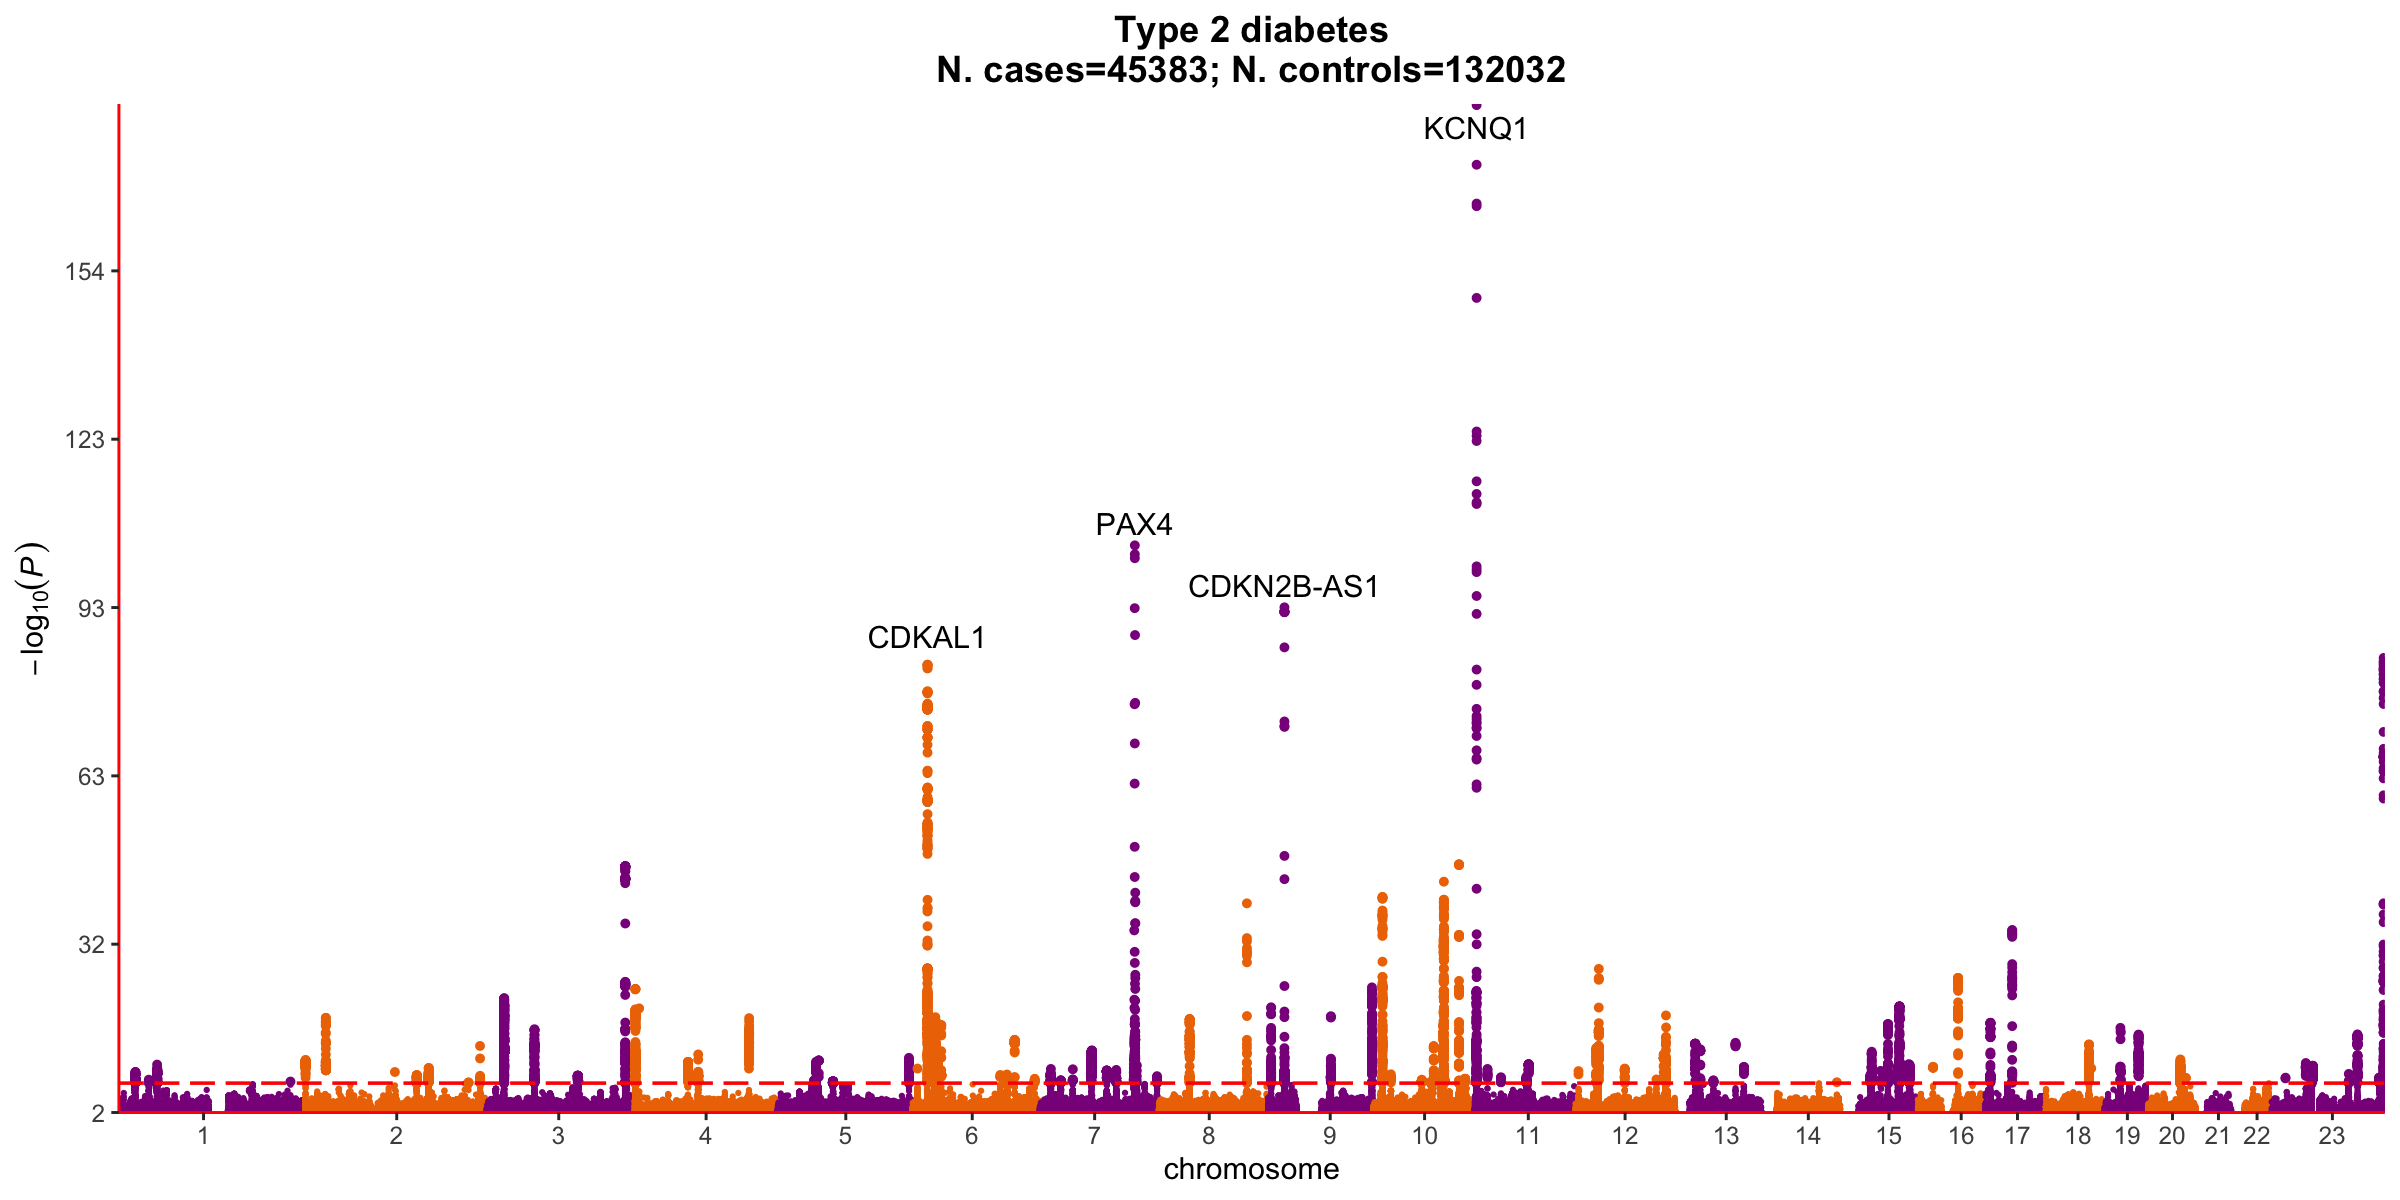 Type 2 diabetes
N. cases=45383; N. controls=132032
KCNQ1
154
123
PAX4
CDKN2B-AS1
93
CDKAL1
−log10(P)
63
32
2
1 2 3 4 5 6 7 8 9 10 11 12 13 14 15 16 17 18 19 20 21 22 23
chromosome